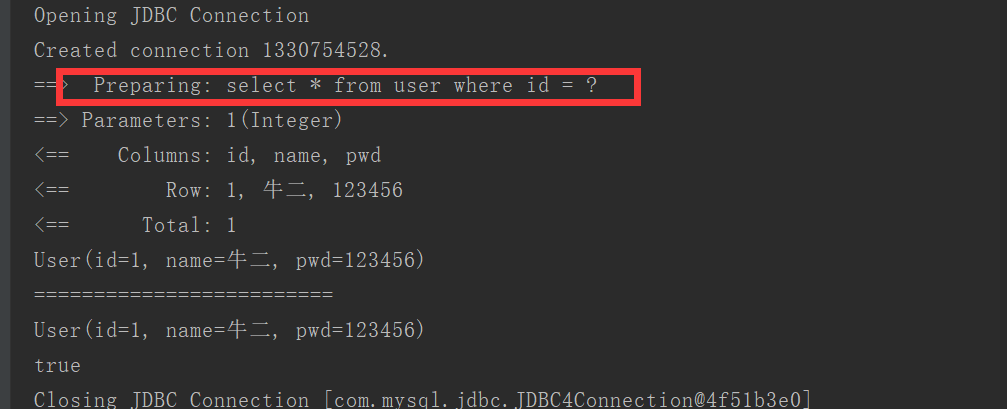 Opening JDBC Connection
Created connection 1330754528.
==>  Preparing: select * from user where id = ?
==> Parameters: 1(Integer)
<==    Columns: id, name, pwd
<==        Row: 1, 牛二, 123456
<==      Total: 1
User(id=1, name=牛二, pwd=123456)
=========================
User(id=1, name=牛二, pwd=123456)
true
Closing JDBC Connection [com.mysql.jdbc.JDBC4Connection@4f51b3e0]